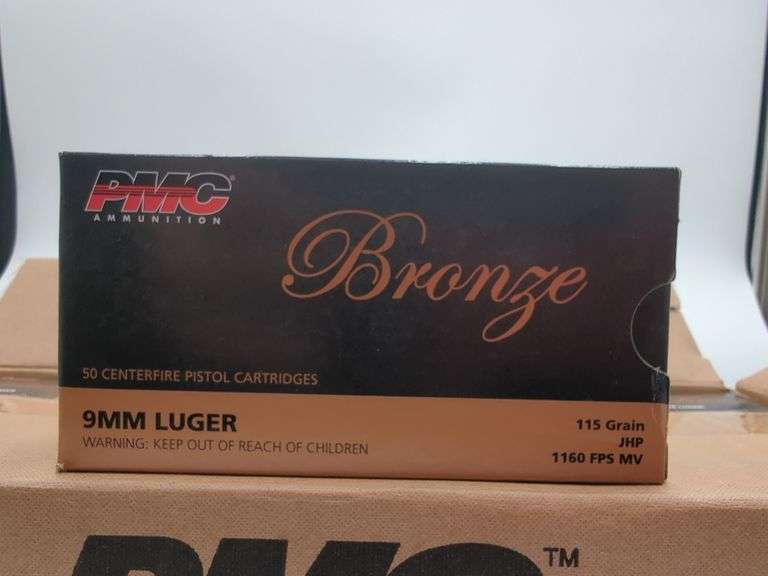 PMC®
AMMUNITION
Bronze
50 CENTERFIRE PISTOL CARTRIDGES
9MM LUGER
WARNING: KEEP OUT OF REACH OF CHILDREN
115 Grain
JHP
1160 FPS MV
PMC™